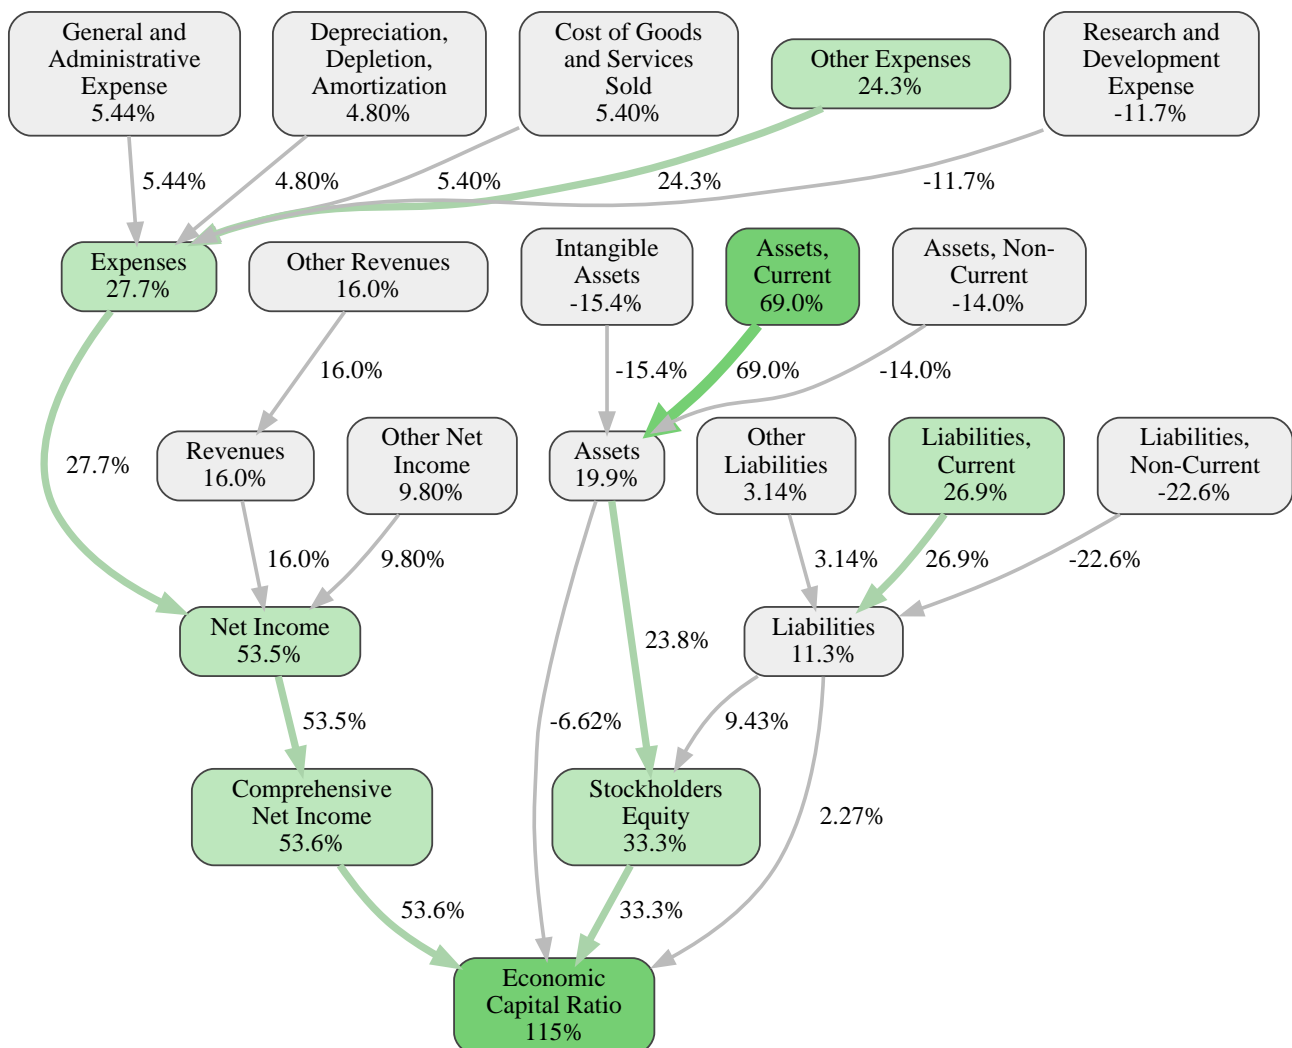 General and
Administrative
Expense
5.44%
Depreciation,
Depletion,
Amortization
4.80%
Cost of Goods
and Services
Sold
5.40%
Other Expenses
24.3%
Research and
Development
Expense
-11.7%
5.44%
4.80%
5.40%
24.3%
-11.7%
Expenses
27.7%
Other Revenues
16.0%
Intangible
Assets
-15.4%
Assets,
Current
69.0%
Assets, Non-
Current
-14.0%
16.0%
-15.4%
69.0%
-14.0%
27.7%
Revenues
16.0%
Other Net
Income
9.80%
Assets
19.9%
Other
Liabilities
3.14%
Liabilities,
Current
26.9%
Liabilities,
Non-Current
-22.6%
16.0%
9.80%
3.14%
26.9%
-22.6%
Net Income
53.5%
23.8%
Liabilities
11.3%
53.5%
-6.62%
9.43%
Comprehensive
Net Income
53.6%
Stockholders
Equity
33.3%
2.27%
53.6%
33.3%
Economic
Capital Ratio
115%